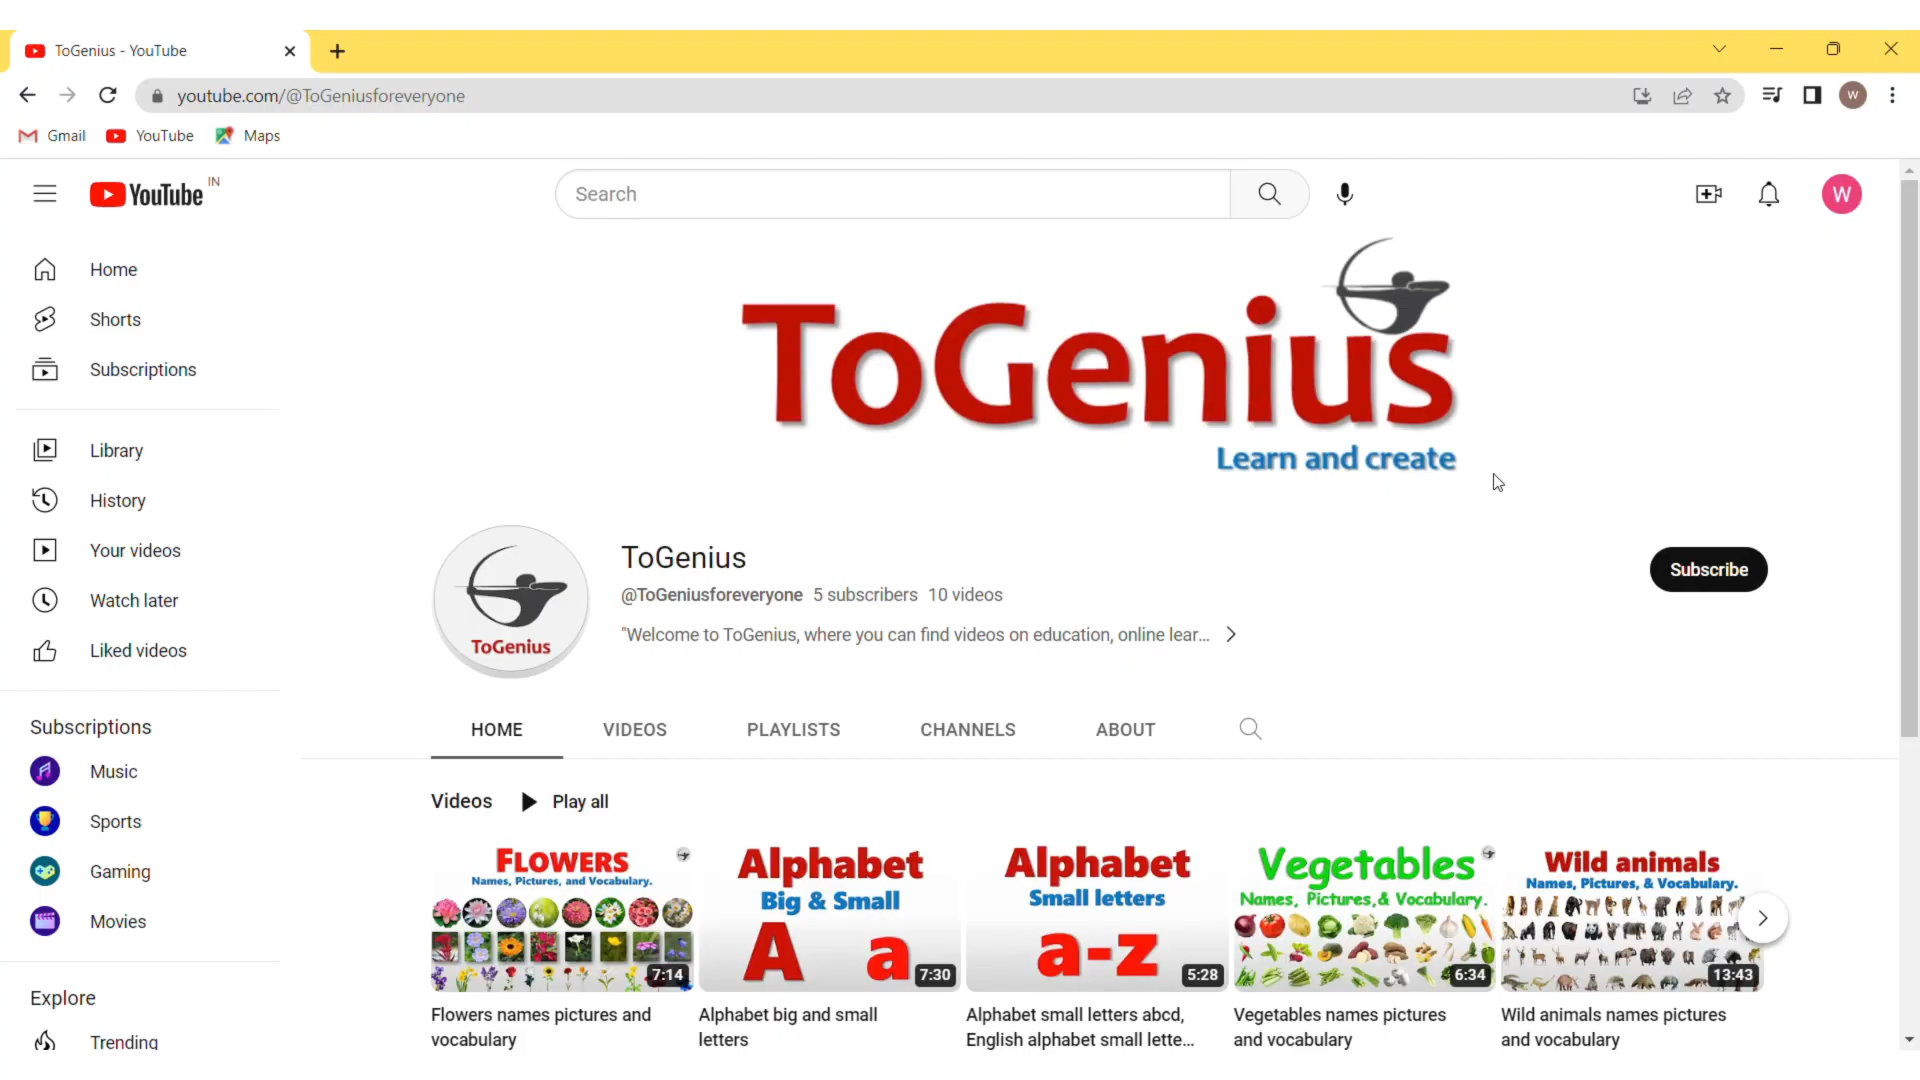 ToGenius - YouTube
youtube.com/@ToGeniusforeveryone
W
Gmail
YouTube
Maps
YouTube IN
Search
W
Home
Shorts
Subscriptions
Library
History
Your videos
Watch later
Liked videos
Subscriptions
Music
Sports
Gaming
Movies
Explore
Trending
ToGenius
Learn and create
ToGenius
ToGenius
@ToGeniusforeveryone 5 subscribers 10 videos
"Welcome to ToGenius, where you can find videos on education, online lear...
Subscribe
HOME
VIDEOS
PLAYLISTS
CHANNELS
ABOUT
Videos
Play all
FLOWERS
Names, Pictures, and Vocabulary.
7:14
Flowers names pictures and
vocabulary
Alphabet
Big & Small
A a
7:30
Alphabet big and small
letters
Alphabet
Small letters
a-z
5:28
Alphabet small letters abcd,
English alphabet small lette...
Vegetables
Names, Pictures,& Vocabulary.
6:34
Vegetables names pictures
and vocabulary
Wild animals
Names, Pictures, & Vocabulary.
13:43
Wild animals names pictures
and vocabulary